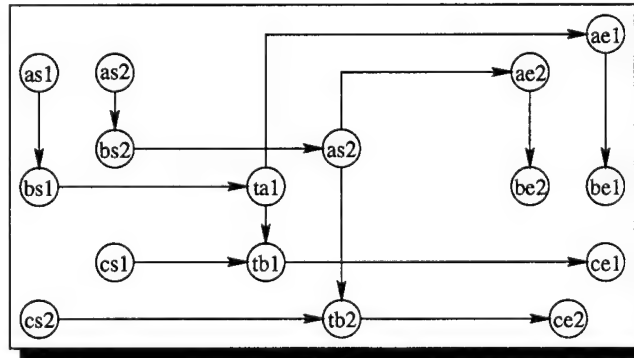 ae1
as1 as2 ae2
bs2 as2
bs1 ta1 be2 be1
cs1 tb1 ce1
cs2 tb2 ce2